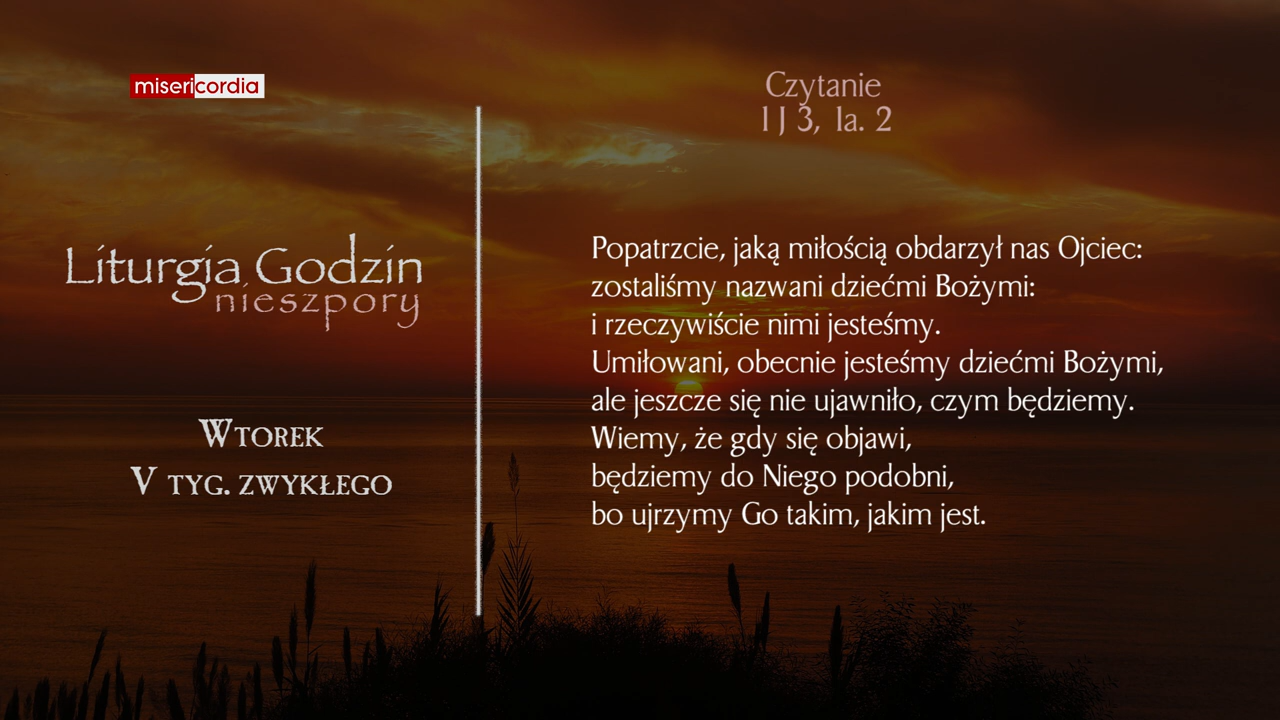 misericordia
Liturgia Godzin
nieszpory
Wtorek
V tyg. zwykłego
Czytanie
1 J 3, 1a. 2
Popatrzcie, jaką miłością obdarzył nas Ojciec:
zostaliśmy nazwani dziećmi Bożymi:
i rzeczywiście nimi jesteśmy.
Umiłowani, obecnie jesteśmy dziećmi Bożymi,
ale jeszcze się nie ujawniło, czym będziemy.
Wiemy, że gdy się objawi,
będziemy do Niego podobni,
bo ujrzymy Go takim, jakim jest.